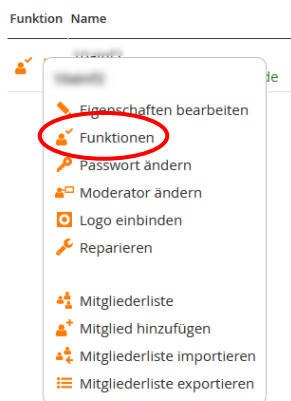 Funktion Name
de
Eigenschaften bearbeiten
Funktionen
Passwort ändern
Moderator ändern
Logo einbinden
Reparieren
Mitgliederliste
Mitglied hinzufügen
Mitgliederliste importieren
Mitgliederliste exportieren